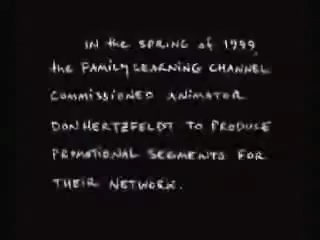 IN the SPRING of 1999,
the FAMILY LEARNING CHANNEL
COMMISSIONED ANIMATOR
DON HERTZFELDT TO PRODUCE
PROMOTIONAL SEGMENTS FOR
THEIR NETWORK.